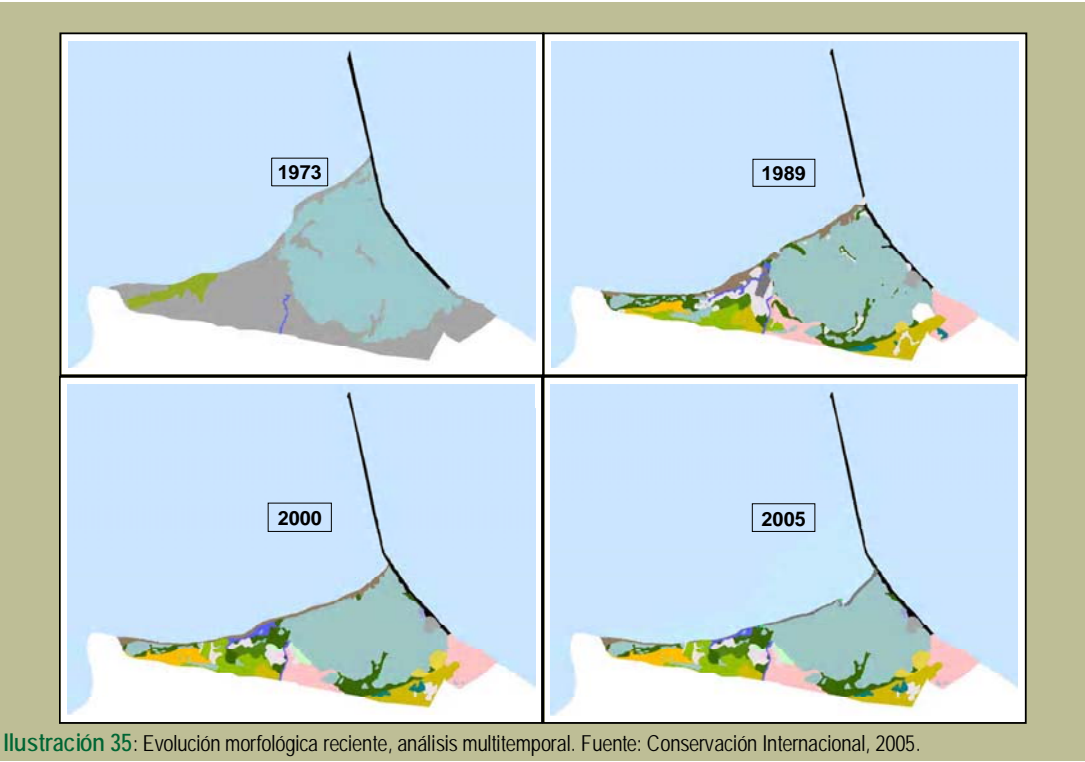 1973
1989
2000
2005
Ilustración 35: Evolución morfológica reciente, análisis multitemporal. Fuente: Conservación Internacional, 2005.